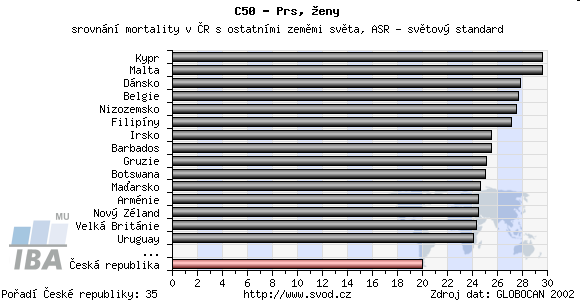 C50 - Prs, ženy
srovnání mortality v ČR s ostatními zeměmi světa, ASR - světový standard
Kypr
Malta
Dánsko
Belgie
Nizozemsko
Filipíny
Irsko
Barbados
Gruzie
Botswana
Maďarsko
Arménie
Nový Zéland
Velká Británie
Uruguay
...
Česká republika
0 2 4 6 8 10 12 14 16 18 20 22 24 26 28 30
MU
IBA
Pořadí České republiky: 35 http://www.svod.cz Zdroj dat: GLOBOCAN 2002